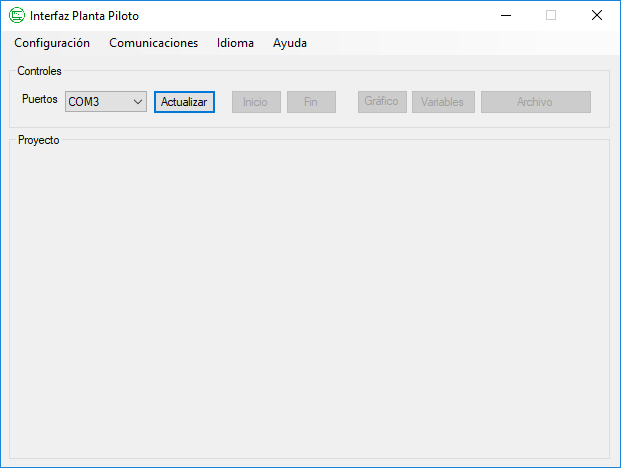 Interfaz Planta Piloto
Configuración Comunicaciones Idioma Ayuda
Controles
Puertos COM3 Actualizar Inicio Fin Gráfico Variables Archivo
Proyecto